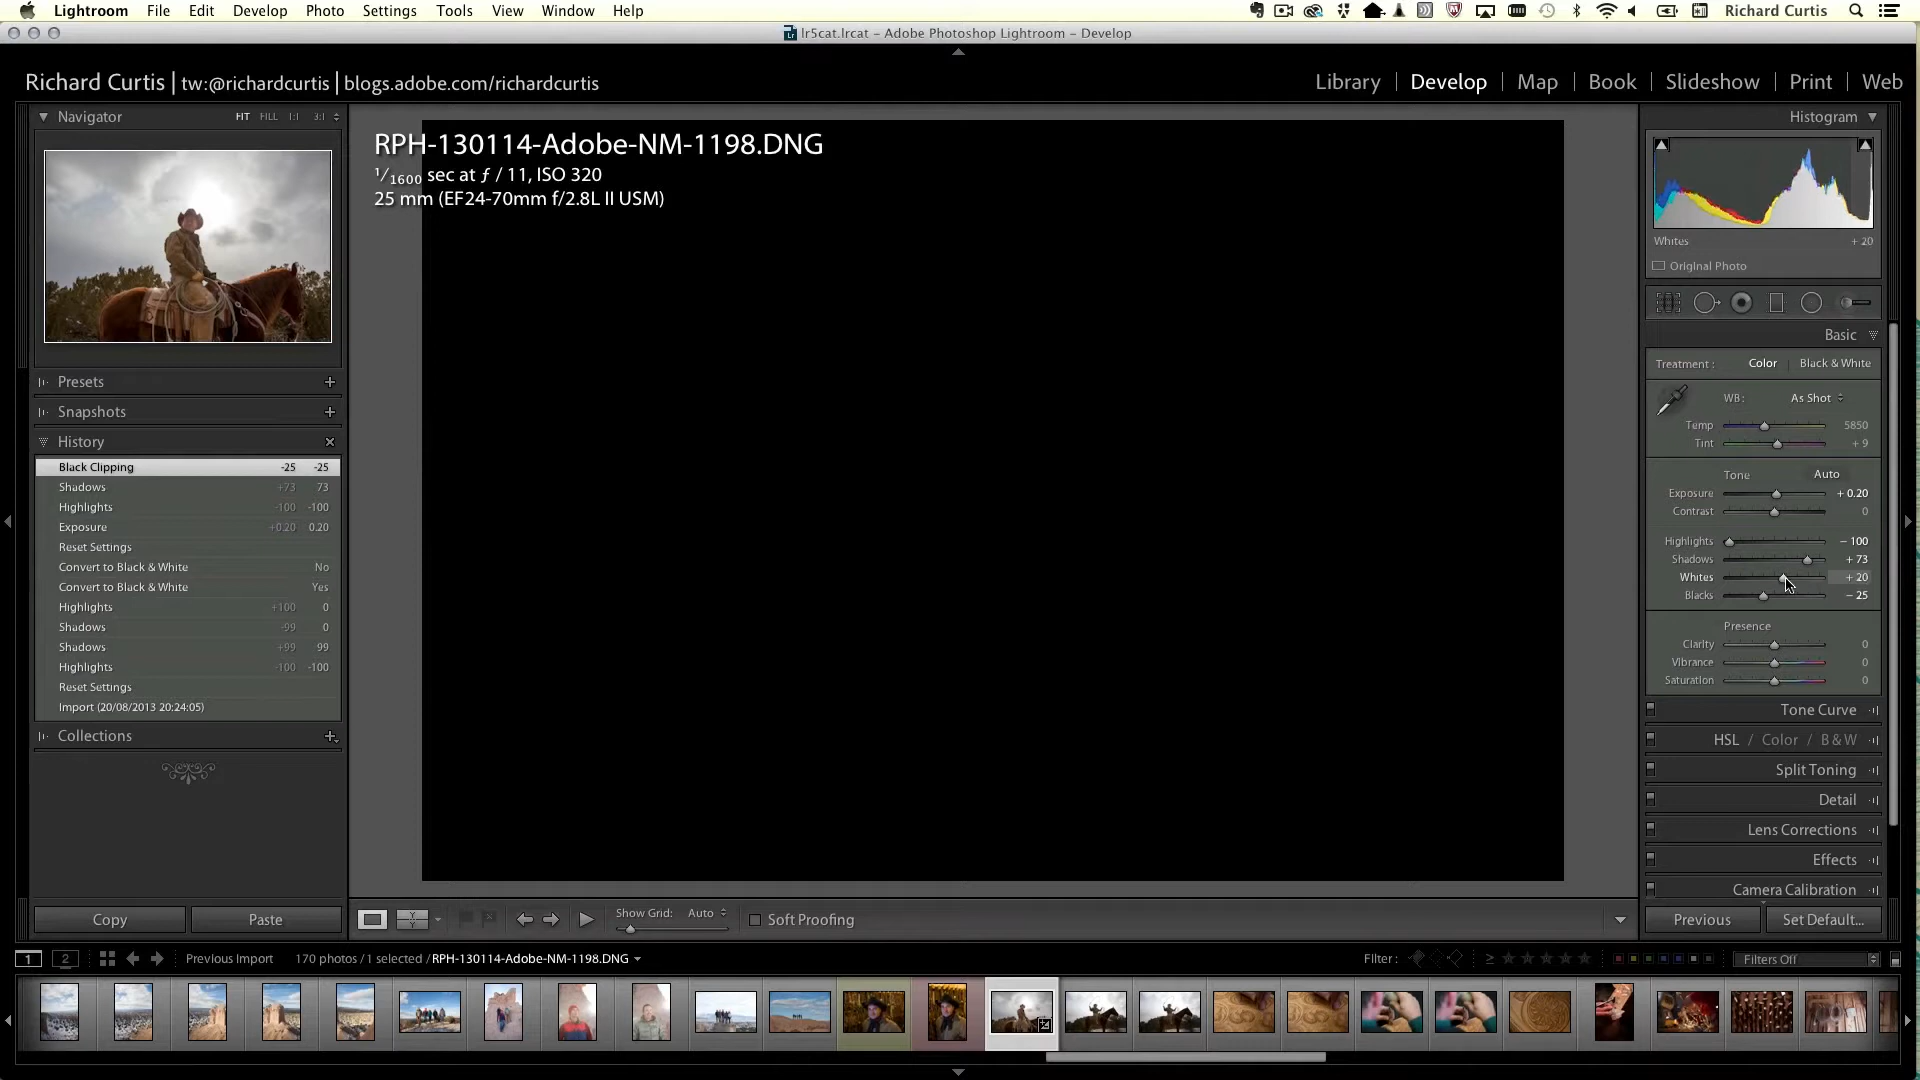 Lightroom File Edit Develop Photo Settings Tools View Window Help Richard Curtis
lr5cat.lrcat – Adobe Photoshop Lightroom – Develop
Richard Curtis | tw:@richardcurtis | blogs.adobe.com/richardcurtis
Library | Develop | Map | Book | Slideshow | Print | Web
Navigator FIT FILL 1:1 3:1
Presets +
Snapshots +
History
Black Clipping -25 -25
Shadows +73 73
Highlights -100 -100
Exposure +0.20 0.20
Reset Settings
Convert to Black & White No
Convert to Black & White Yes
Highlights +100 0
Shadows -99 0
Shadows +99 99
Highlights -100 -100
Reset Settings
Import (20/08/2013 20:24:05)
Collections +
Copy Paste
RPH-130114-Adobe-NM-1198.DNG
1/1600 sec at ƒ / 11, ISO 320
25 mm (EF24-70mm f/2.8L II USM)
Show Grid: Auto Soft Proofing
Histogram
Whites + 20
Original Photo
Basic
Treatment : Color Black & White
WB : As Shot
Temp 5850
Tint + 9
Tone Auto
Exposure + 0.20
Contrast 0
Highlights – 100
Shadows + 73
Whites + 20
Blacks – 25
Presence
Clarity 0
Vibrance 0
Saturation 0
Tone Curve
HSL / Color / B & W
Split Toning
Detail
Lens Corrections
Effects
Camera Calibration
Previous Set Default...
1 2 Previous Import 170 photos / 1 selected / RPH-130114-Adobe-NM-1198.DNG Filter : ≥ Filters Off